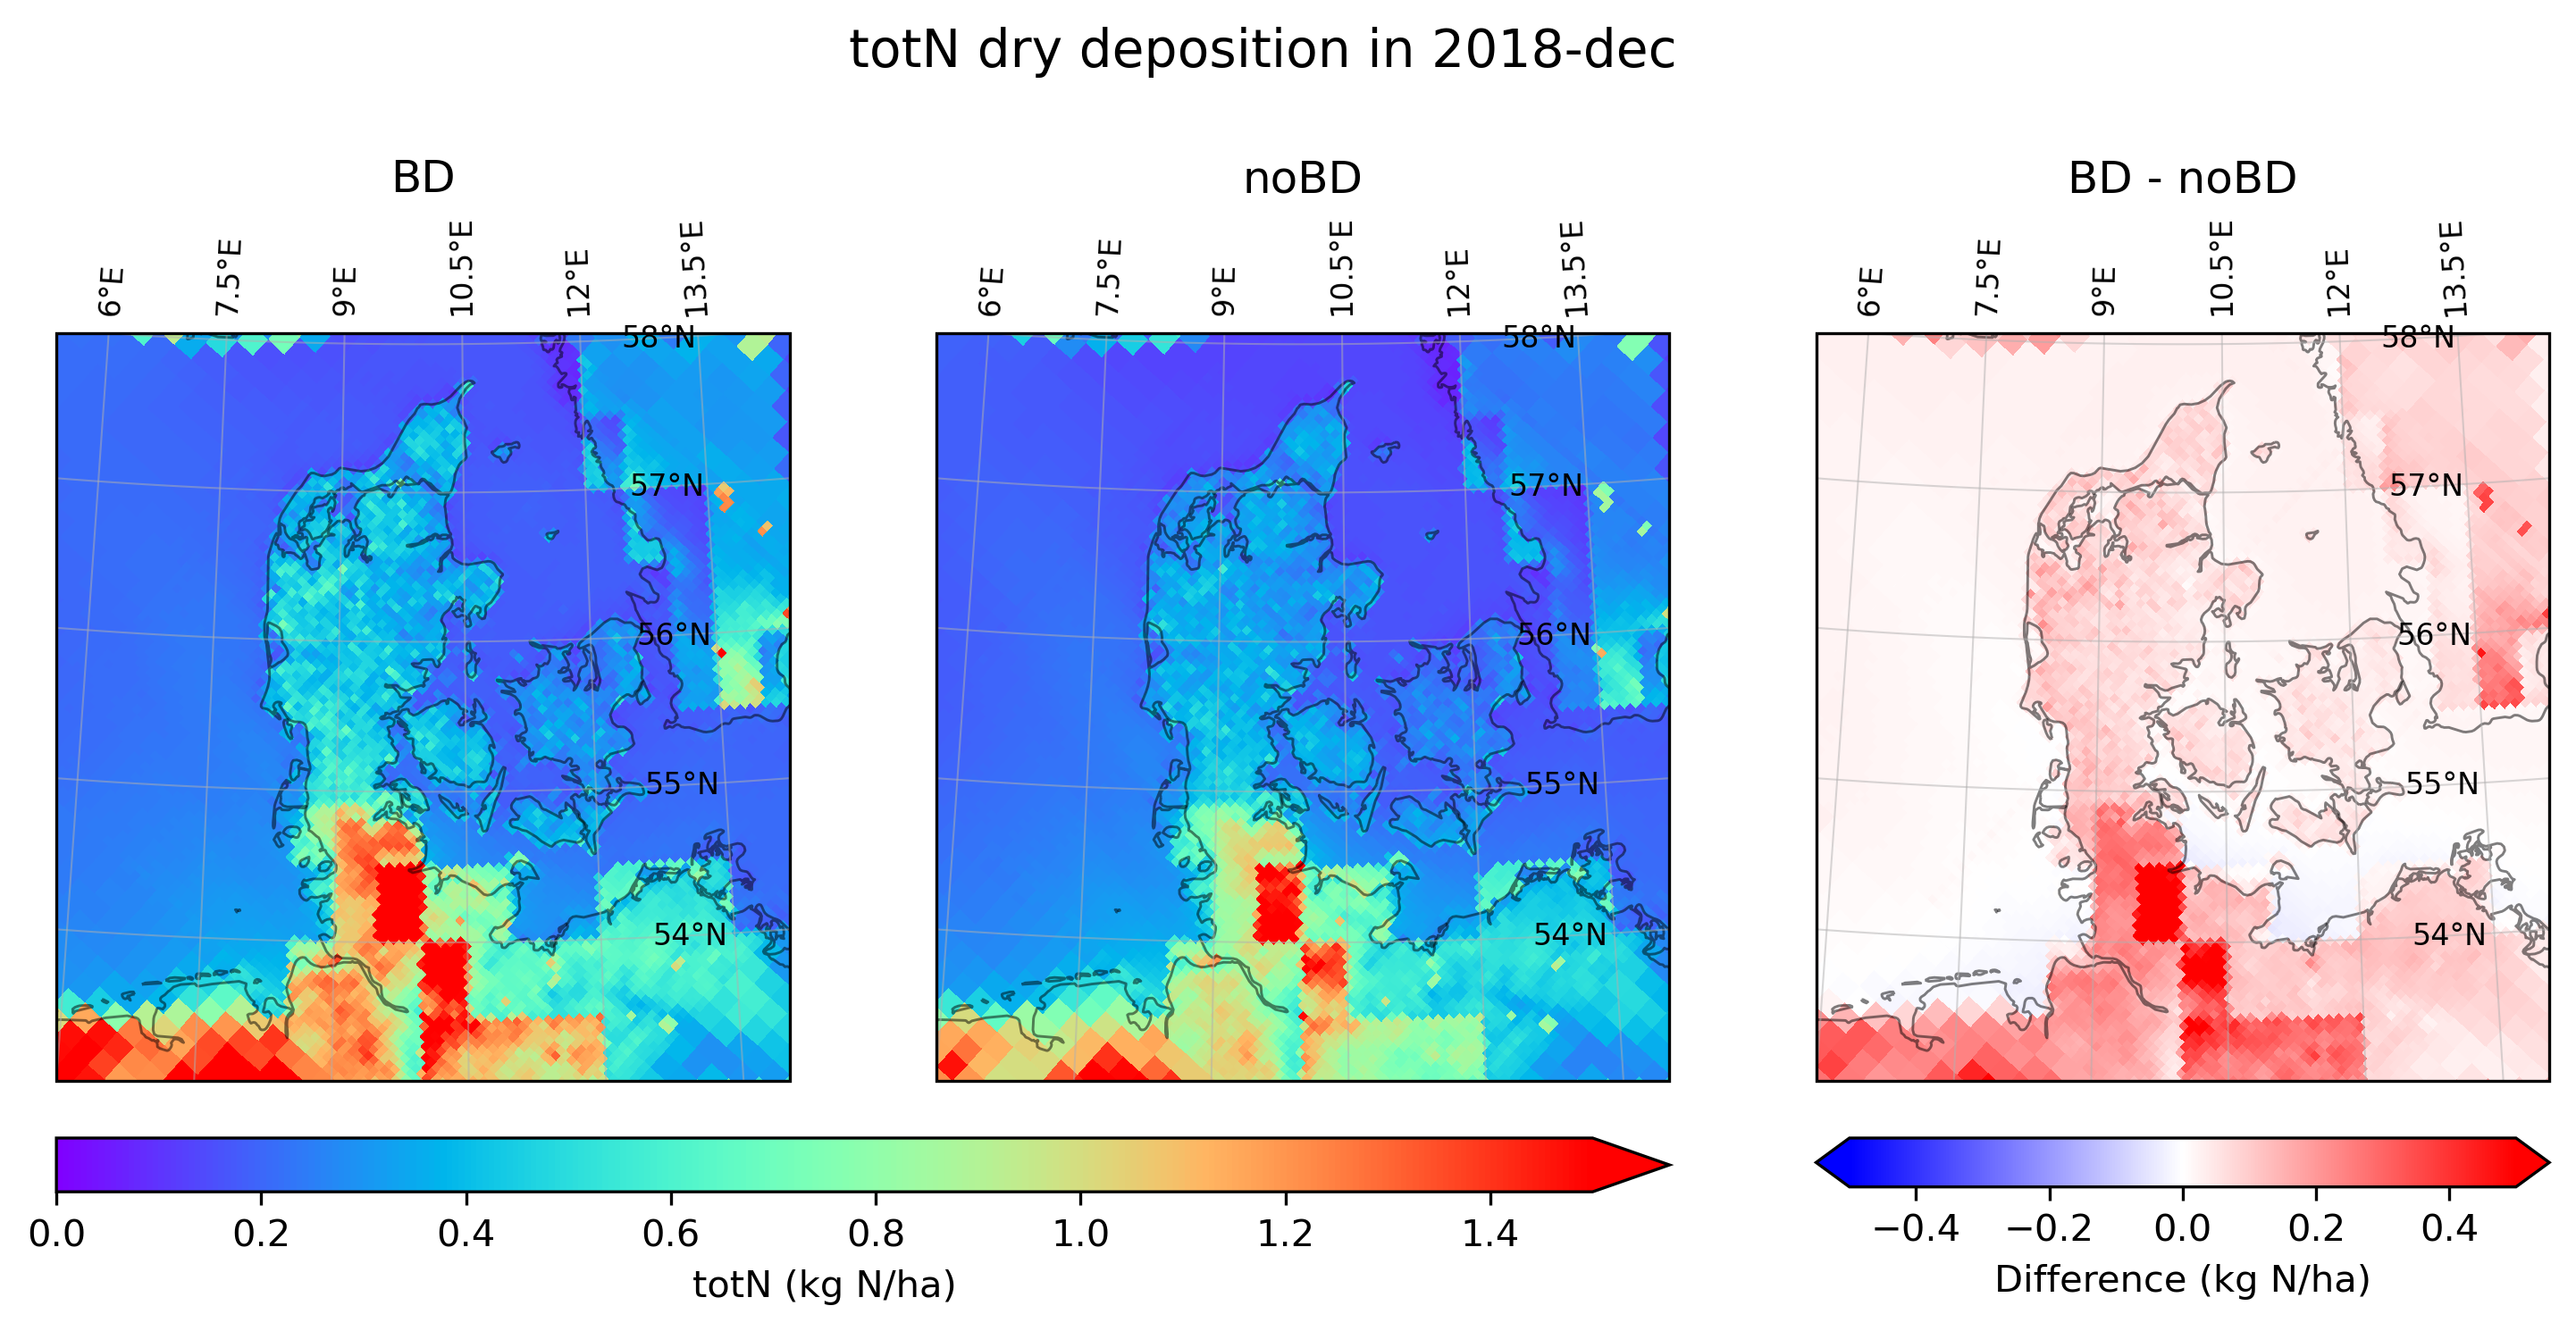 totN dry deposition in 2018-dec
BD
noBD
BD - noBD
6°E 7.5°E 9°E 10.5°E 12°E 13.5°E
6°E 7.5°E 9°E 10.5°E 12°E 13.5°E
6°E 7.5°E 9°E 10.5°E 12°E 13.5°E
58°N 58°N 58°N
57°N 57°N 57°N
56°N 56°N 56°N
55°N 55°N 55°N
54°N 54°N 54°N
0.0 0.2 0.4 0.6 0.8 1.0 1.2 1.4
totN (kg N/ha)
−0.4 −0.2 0.0 0.2 0.4
Difference (kg N/ha)